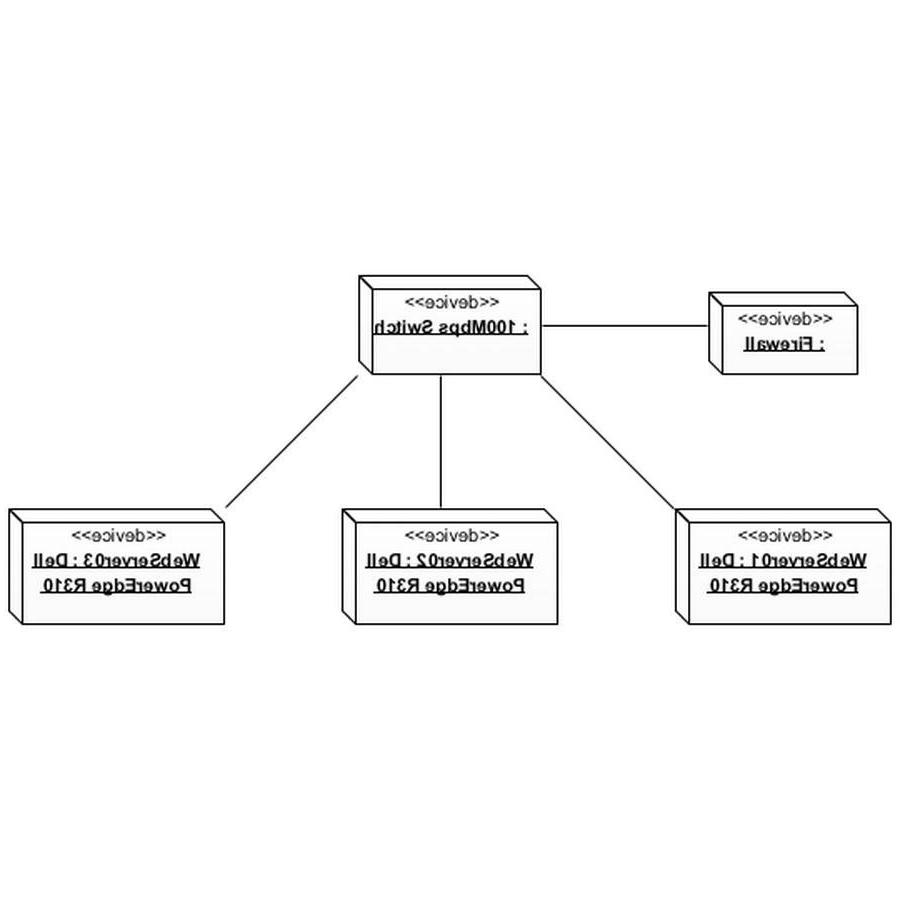 <<device>>
: Firewall
<<device>>
: 100Mbps Switch
<<device>>
WebServer01 : Dell
PowerEdge R310
<<device>>
WebServer02 : Dell
PowerEdge R310
<<device>>
WebServer03 : Dell
PowerEdge R310